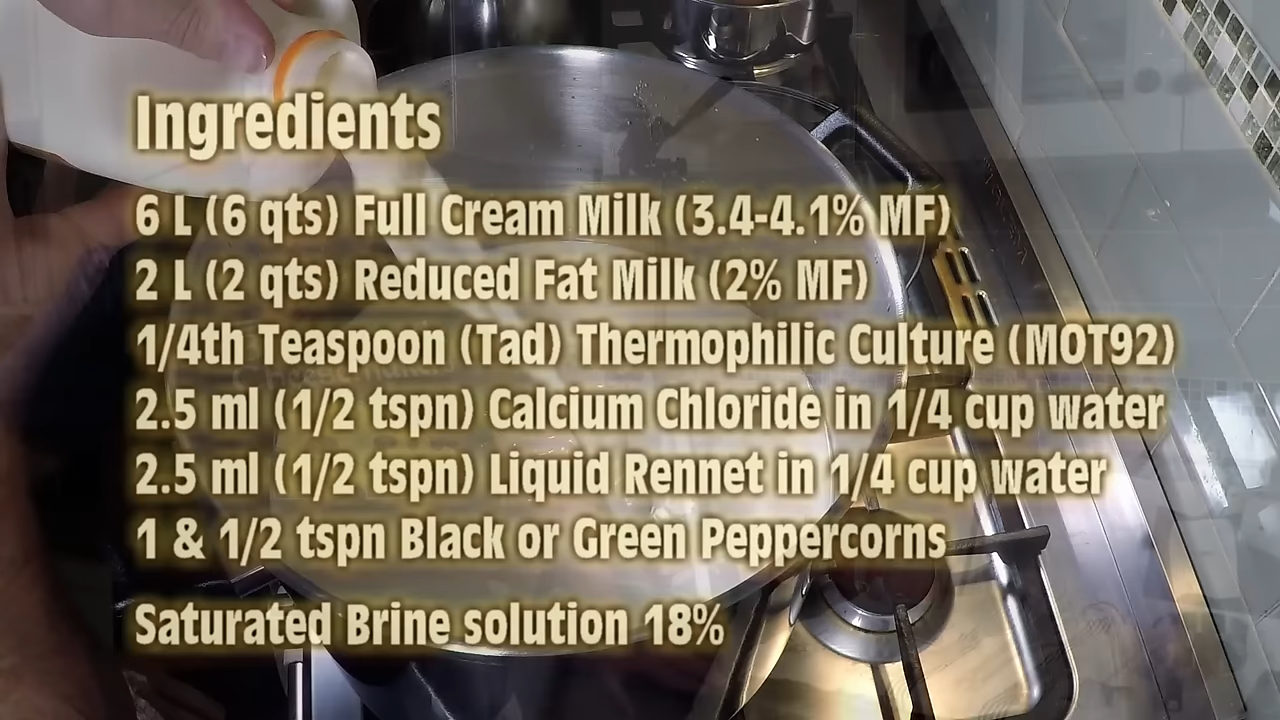 Ingredients
6 L (6 qts) Full Cream Milk (3.4-4.1% MF)
2 L (2 qts) Reduced Fat Milk (2% MF)
1/4th Teaspoon (Tad) Thermophilic Culture (MOT92)
2.5 ml (1/2 tspn) Calcium Chloride in 1/4 cup water
2.5 ml (1/2 tspn) Liquid Rennet in 1/4 cup water
1 & 1/2 tspn Black or Green Peppercorns
Saturated Brine solution 18%